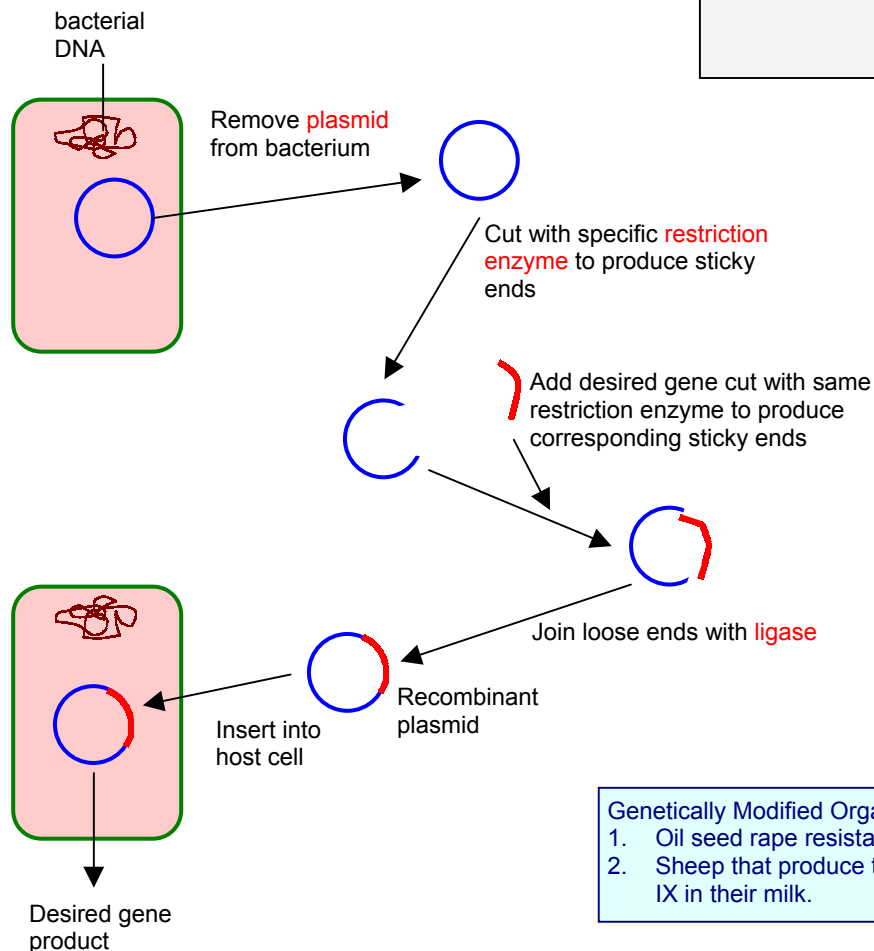 bacterial
DNA
Remove plasmid
from bacterium
Cut with specific restriction
enzyme to produce sticky
ends
Add desired gene cut with same
restriction enzyme to produce
corresponding sticky ends
Join loose ends with ligase
Recombinant
plasmid
Insert into
host cell
Genetically Modified
1. Oil seed rape
2. Sheep that produce
IX in their milk.
Desired gene
product